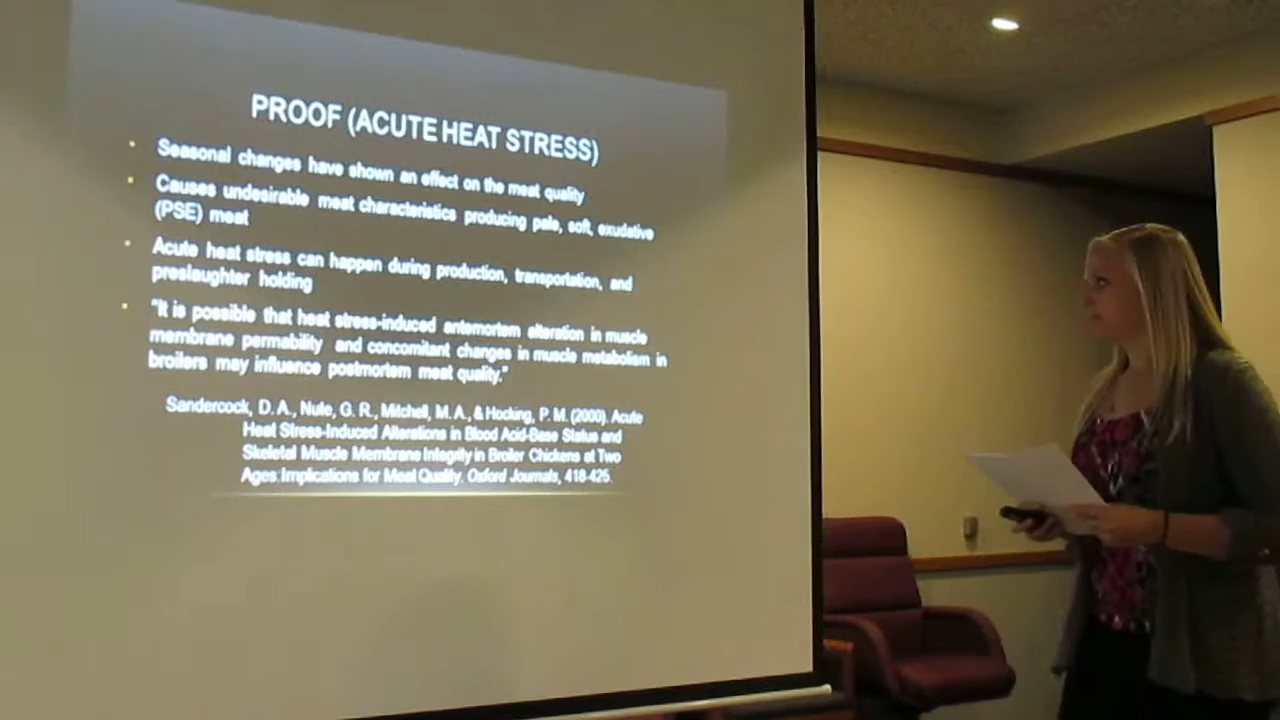 PROOF (ACUTE HEAT STRESS)
• Seasonal changes have shown an effect on the meat quality
• Causes undesirable meat characteristics producing pale, soft, exudative
(PSE) meat
• Acute heat stress can happen during production, transportation, and
preslaughter holding
• "It is possible that heat stress-induced antemortem alteration in muscle
membrane permability and concomitant changes in muscle metabolism in
broilers may influence postmortem meat quality."
Sandercock, D. A., Nute, G. R., Mitchell, M. A., & Hocking, P. M. (2000). Acute
Heat Stress-Induced Alterations in Blood Acid-Base Status and
Skeletal Muscle Membrane Integrity in Broiler Chickens at Two
Ages: Implications for Meat Quality. Oxford Journals, 418-425.